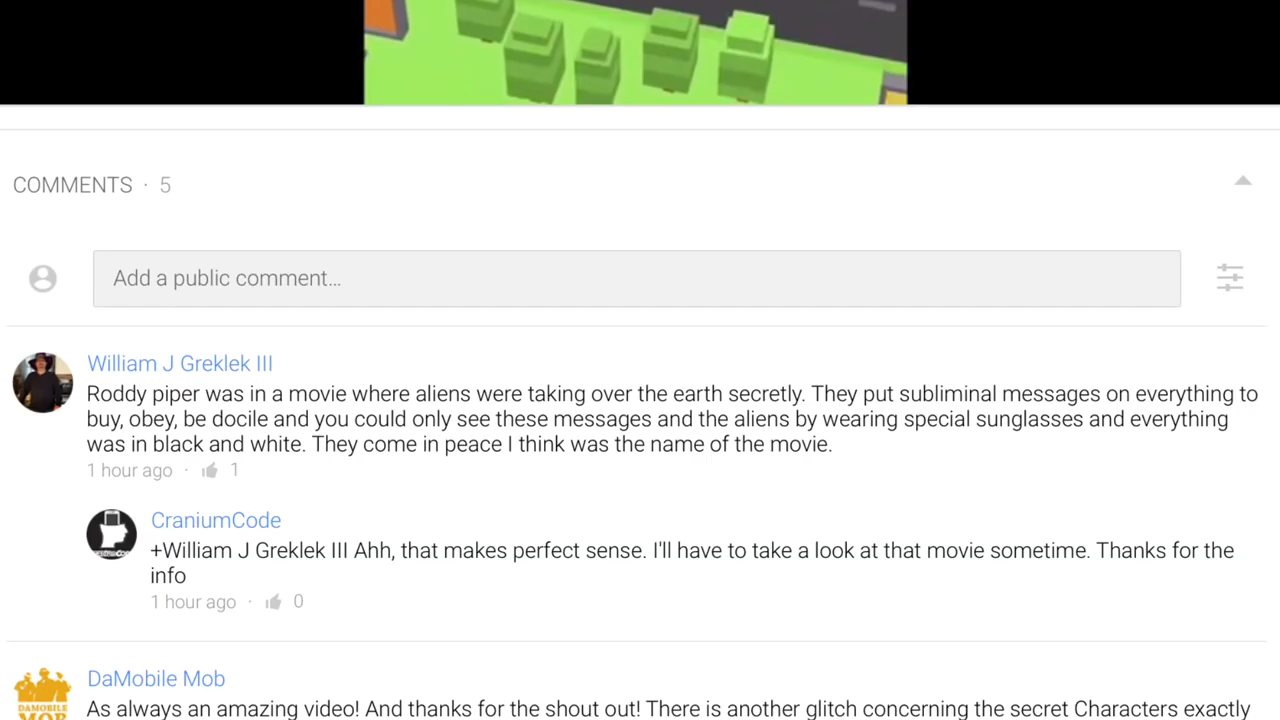 COMMENTS · 5
Add a public comment...
William J Greklek III
Roddy piper was in a movie where aliens were taking over the earth secretly. They put subliminal messages on everything to
buy, obey, be docile and you could only see these messages and the aliens by wearing special sunglasses and everything
was in black and white. They come in peace I think was the name of the movie.
1 hour ago · 1
CraniumCode
+William J Greklek III Ahh, that makes perfect sense. I'll have to take a look at that movie sometime. Thanks for the
info
1 hour ago · 0
DaMobile Mob
DAMOBILE
MOB
As always an amazing video! And thanks for the shout out! There is another glitch concerning the secret Characters exactly